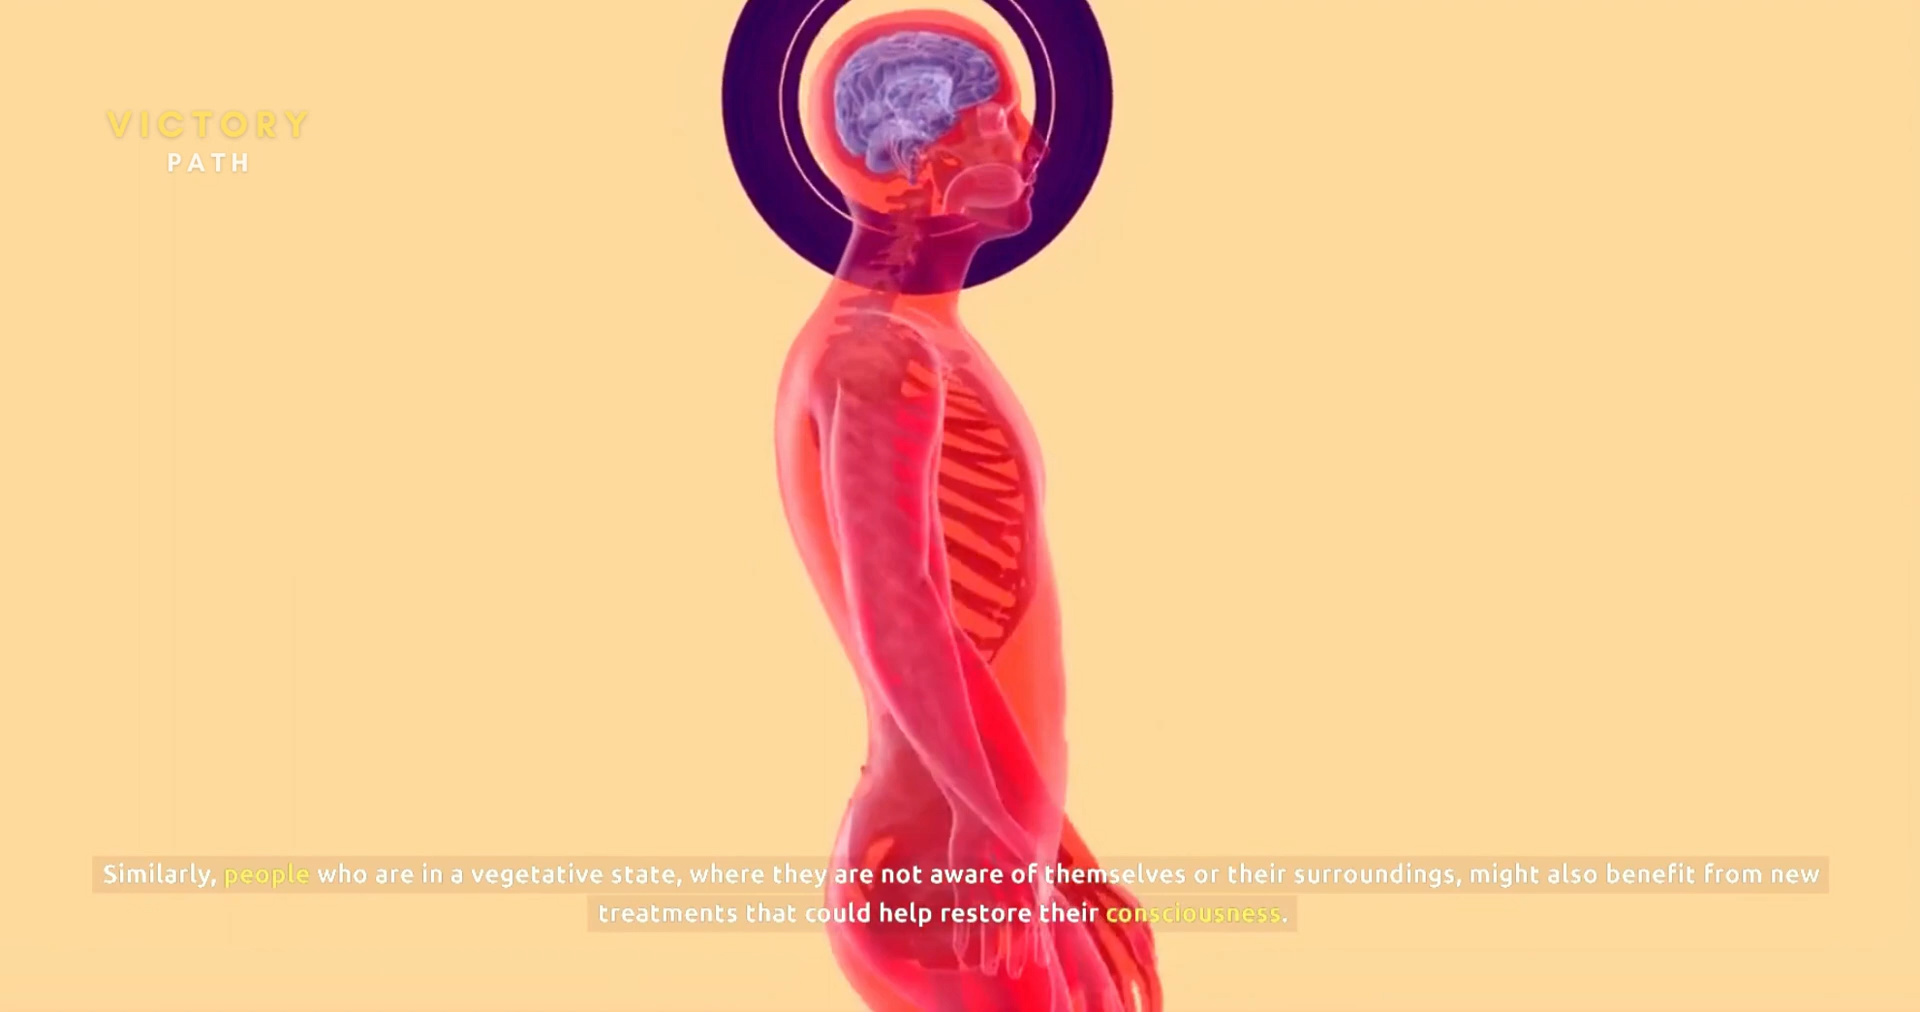 VICTORY
PATH
Similarly, people who are in a vegetative state, where they are not aware of themselves or their surroundings, might also benefit from new
treatments that could help restore their consciousness.